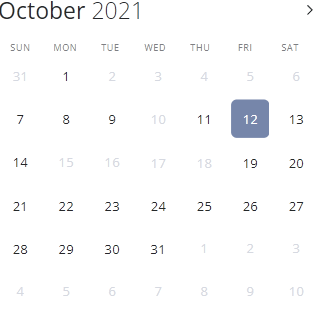 October 2021
SUN MON TUE WED THU FRI SAT
31 1 2 3 4 5 6
7 8 9 10 11 12 13
14 15 16 17 18 19 20
21 22 23 24 25 26 27
28 29 30 31 1 2 3
4 5 6 7 8 9 10